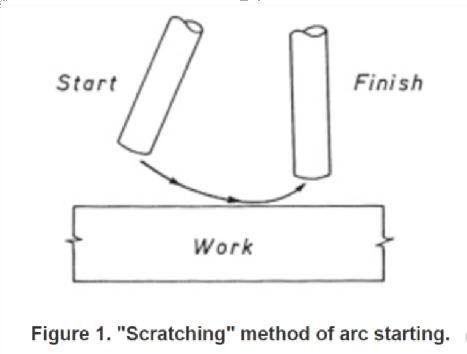 Start
Finish
Work
Figure 1. "Scratching" method of arc starting.